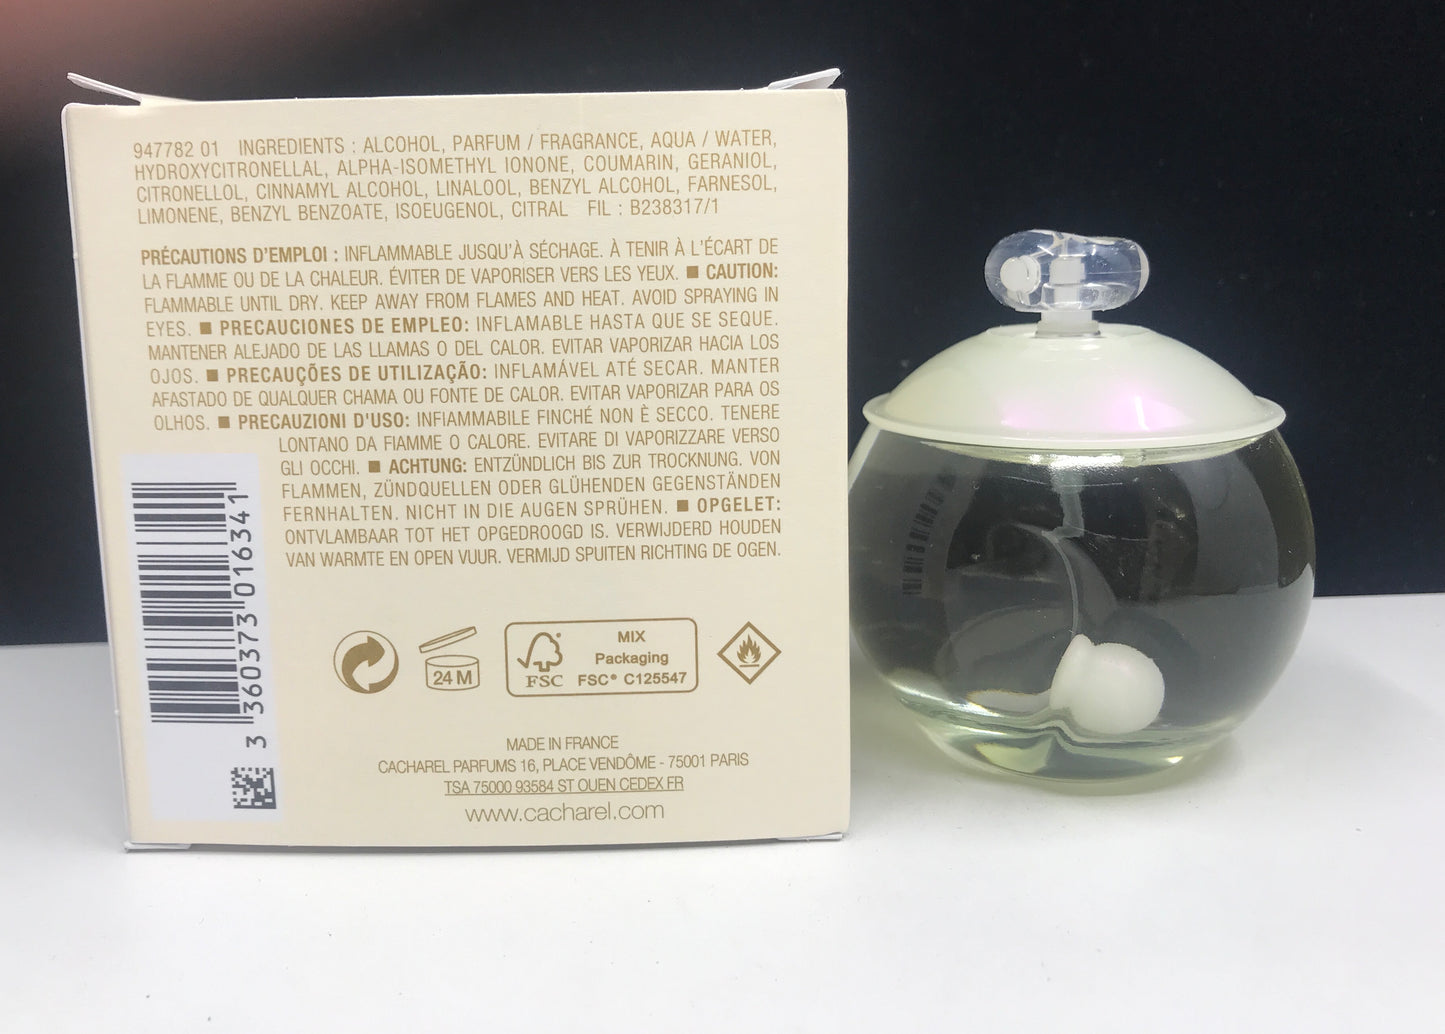 947782 01 INGREDIENTS : ALCOHOL, PARFUM / FRAGRANCE, AQUA / WATER,
HYDROXYCITRONELLAL, ALPHA-ISOMETHYL IONONE, COUMARIN, GERANIOL,
CITRONELLOL, CINNAMYL ALCOHOL, LINALOOL, BENZYL ALCOHOL, FARNESOL,
LIMONENE, BENZYL BENZOATE, ISOEUGENOL, CITRAL FIL : B238317/1
PRÉCAUTIONS D'EMPLOI : INFLAMMABLE JUSQU'À SÉCHAGE. À TENIR À L'ÉCART DE
LA FLAMME OU DE LA CHALEUR. ÉVITER DE VAPORISER VERS LES YEUX. ■ CAUTION:
FLAMMABLE UNTIL DRY. KEEP AWAY FROM FLAMES AND HEAT. AVOID SPRAYING IN
EYES. ■ PRECAUCIONES DE EMPLEO: INFLAMABLE HASTA QUE SE SEQUE.
MANTENER ALEJADO DE LAS LLAMAS O DEL CALOR. EVITAR VAPORIZAR HACIA LOS
OJOS. ■ PRECAUÇÕES DE UTILIZAÇÃO: INFLAMÁVEL ATÉ SECAR. MANTER
AFASTADO DE QUALQUER CHAMA OU FONTE DE CALOR. EVITAR VAPORIZAR PARA OS
OLHOS. ■ PRECAUZIONI D'USO: INFIAMMABILE FINCHÉ NON È SECCO. TENERE
LONTANO DA FIAMME O CALORE. EVITARE DI VAPORIZZARE VERSO
GLI OCCHI. ■ ACHTUNG: ENTZÜNDLICH BIS ZUR TROCKNUNG. VON
FLAMMEN, ZÜNDQUELLEN ODER GLÜHENDEN GEGENSTÄNDEN
FERNHALTEN. NICHT IN DIE AUGEN SPRÜHEN. ■ OPGELET:
ONTVLAMBAAR TOT HET OPGEDROOGD IS. VERWIJDERD HOUDEN
VAN WARMTE EN OPEN VUUR. VERMIJD SPUITEN RICHTING DE OGEN.
3 360373 016341
24 M
FSC
MIX
Packaging
FSC® C125547
MADE IN FRANCE
CACHAREL PARFUMS 16, PLACE VENDÔME - 75001 PARIS
TSA 75000 93584 ST OUEN CEDEX FR
www.cacharel.com